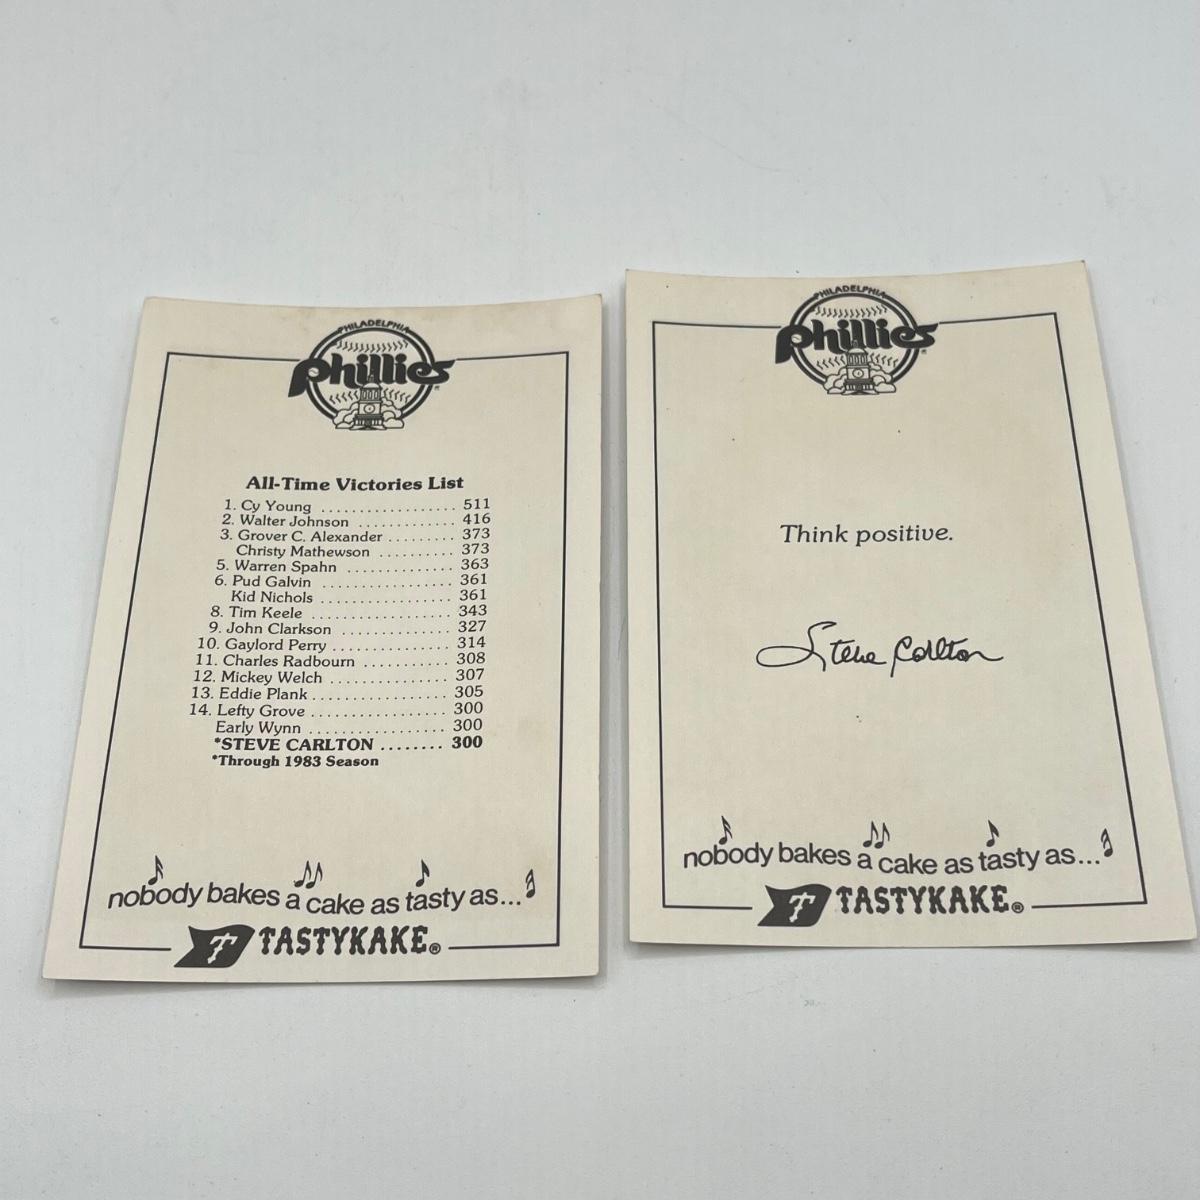 PHILADELPHIA
Phillies®
All-Time Victories List
1. Cy Young .................. 511
2. Walter Johnson ............. 416
3. Grover C. Alexander ......... 373
Christy Mathewson .......... 373
5. Warren Spahn .............. 363
6. Pud Galvin ................. 361
Kid Nichols ................. 361
8. Tim Keele .................. 343
9. John Clarkson .............. 327
10. Gaylord Perry ............... 314
11. Charles Radbourn ........... 308
12. Mickey Welch ............... 307
13. Eddie Plank ................. 305
14. Lefty Grove ................. 300
Early Wynn ................. 300
*STEVE CARLTON ........ 300
*Through 1983 Season
nobody bakes a cake as tasty as...
T TASTYKAKE®
PHILADELPHIA
Phillies®
Think positive.
Steve Carlton
nobody bakes a cake as tasty as...
T TASTYKAKE®